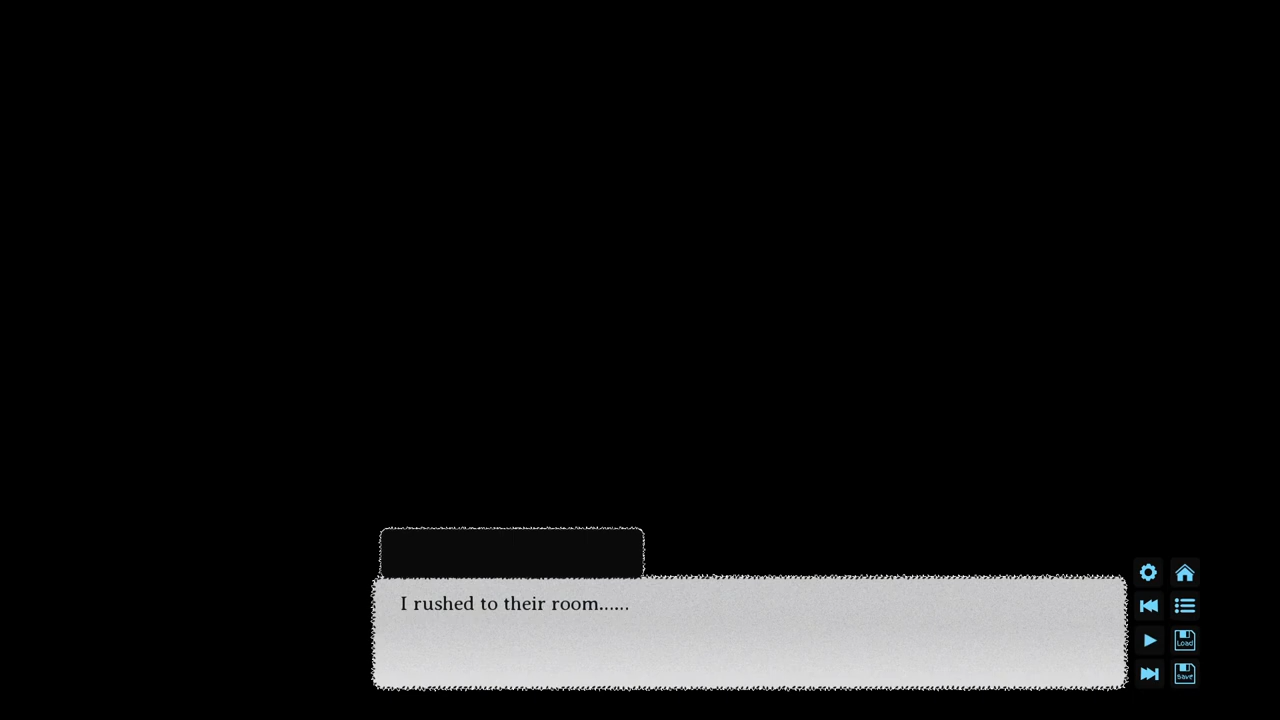 I rushed to their room......
Load
Save